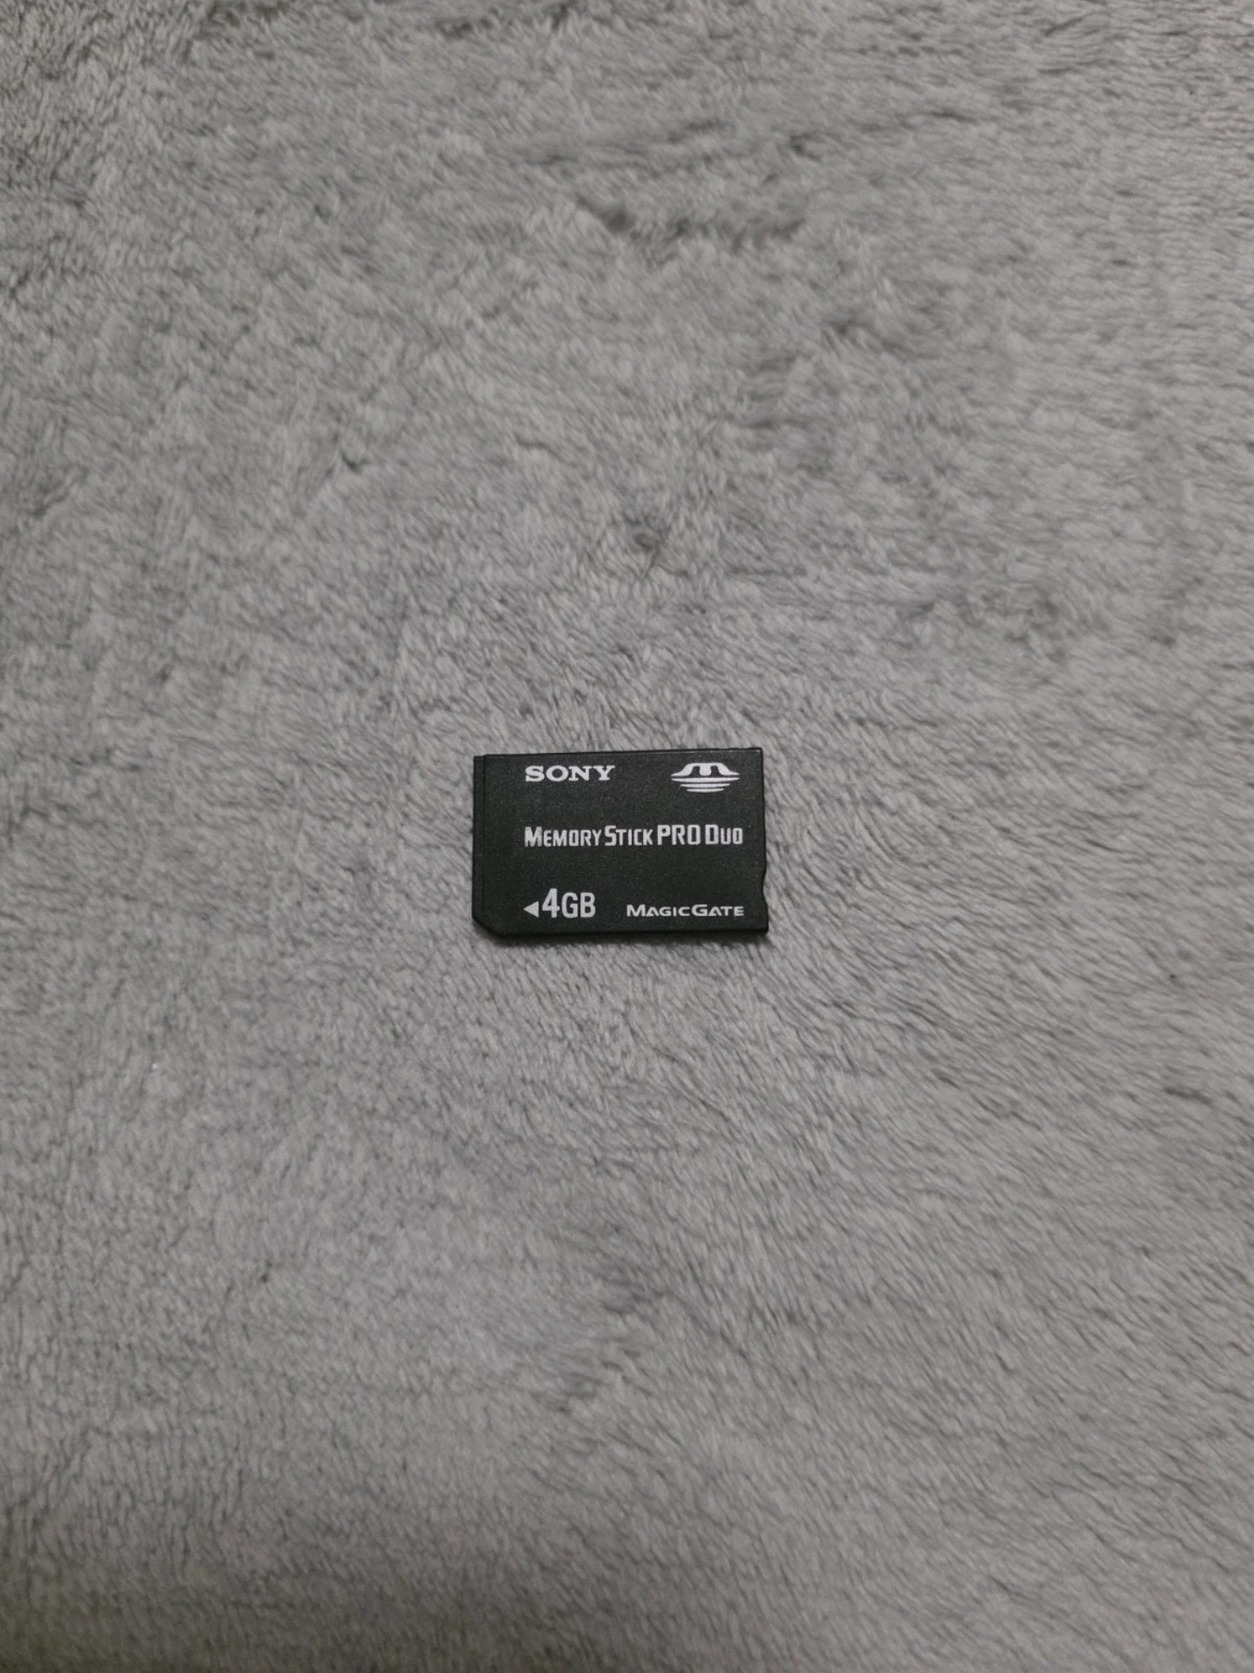 SONY
MEMORY STICK PRO DUO
◄4GB MAGICGATE